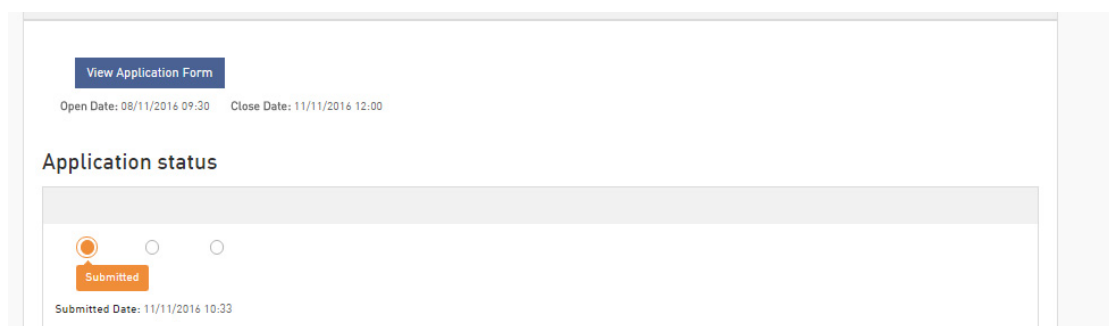 View Application Form
Open Date: 08/11/2016 09:30 Close Date: 11/11/2016 12:00
Application status
Submitted
Submitted Date: 11/11/2016 10:33